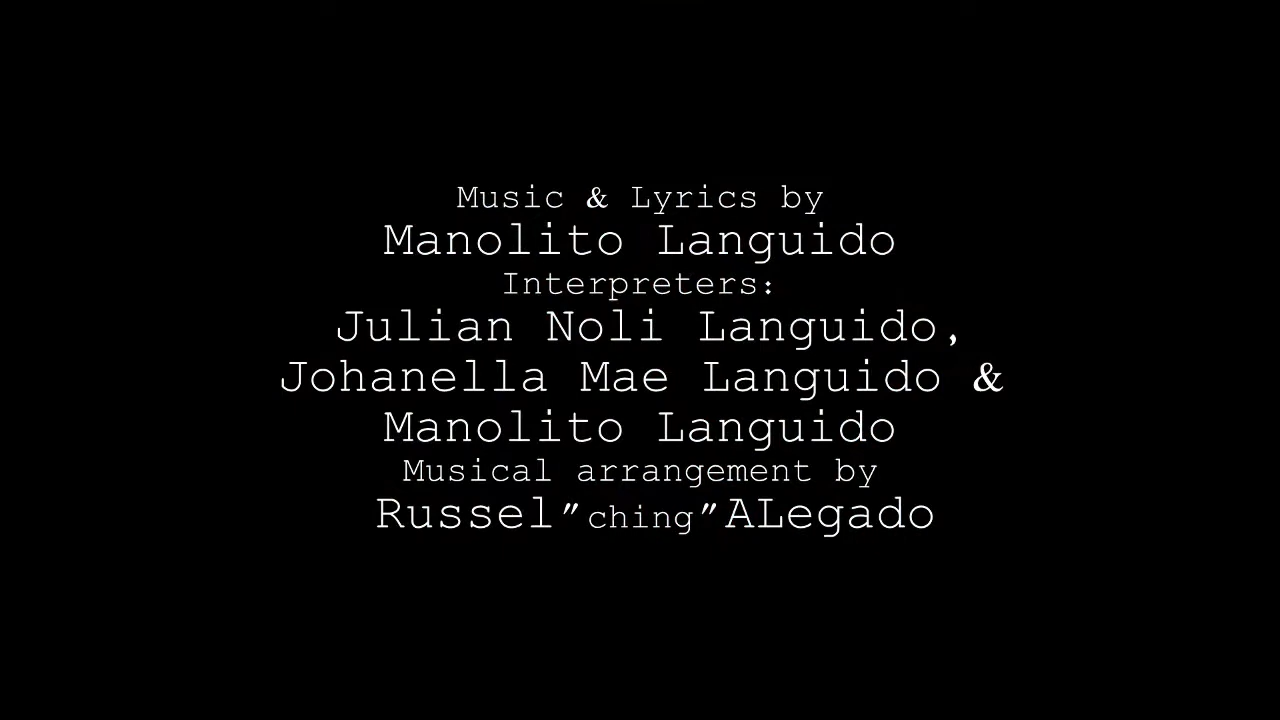 Music & Lyrics by
Manolito Languido
Interpreters:
Julian Noli Languido,
Johanella Mae Languido &
Manolito Languido
Musical arrangement by
Russel"ching"ALegado